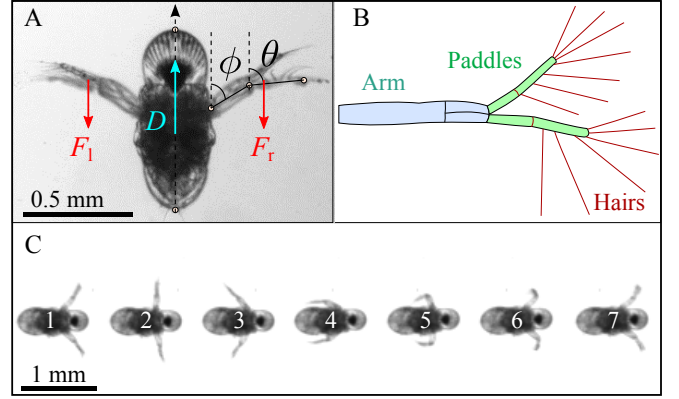 A
ϕ
θ
D
F_l
F_r
0.5 mm
B
Paddles
Arm
Hairs
C
1 2 3 4 5 6 7
1 mm